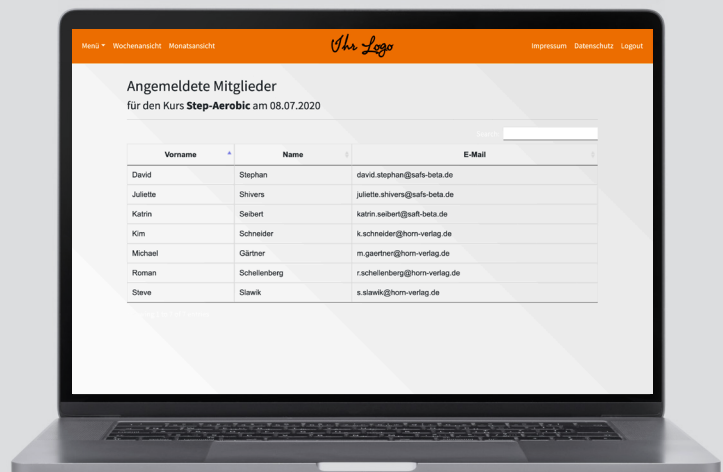 Menü Wochenansicht Monatsansicht Ihr Logo Impressum Datenschutz Logout
Angemeldete Mitglieder
für den Kurs Step-Aerobic am 08.07.2020
Search:
Vorname Name E-Mail
David Stephan david.stephan@safs-beta.de
Juliette Shivers juliette.shivers@safs-beta.de
Katrin Seibert katrin.seibert@saft-beta.de
Kim Schneider k.schneider@horn-verlag.de
Michael Gärtner m.gaertner@horn-verlag.de
Roman Schellenberg r.schellenberg@horn-verlag.de
Steve Slawik s.slawik@horn-verlag.de